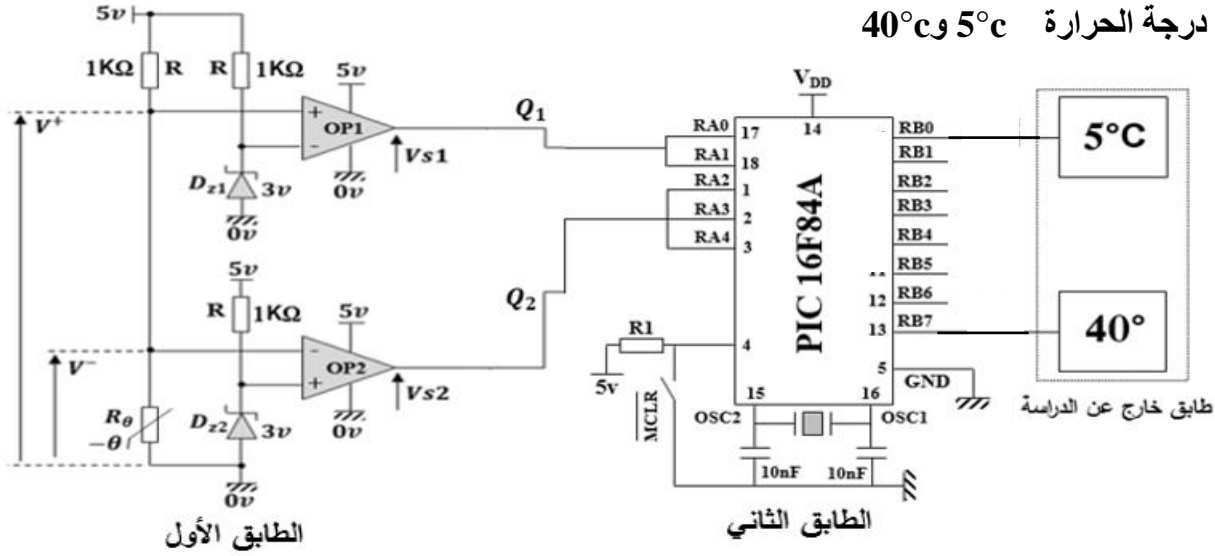 درجة الحرارة 5°c و40°c
5v
1KΩ R R 1KΩ
5v
V⁺
+
OP1
-
Q₁
Vs1
0v
D_z1 3v
0v
5v
R 1KΩ
5v
V⁻
-
OP2
+
Q₂
Vs2
0v
R_θ
-θ
D_z2 3v
0v
الطابق الأول
V_DD
14
PIC 16F84A
RA0 17
RA1 18
RA2 1
RA3 2
RA4 3
R1
5v
4
MCLR
15
OSC2
16
OSC1
10nF 10nF
RB0
RB1
RB2
RB3
RB4
RB5
12 RB6
13 RB7
5
GND
5°C
40°
طابق خارج عن الدراسة
الطابق الثاني